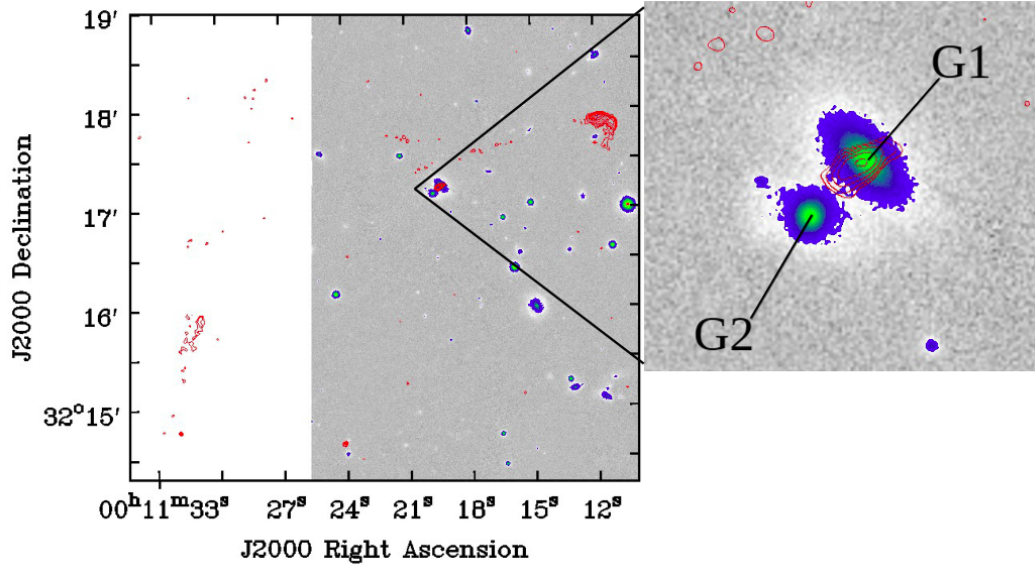 19'
18'
17'
16'
32°15'
J2000 Declination
00ʰ11ᵐ33ˢ
27ˢ
24ˢ
21ˢ
18ˢ
15ˢ
12ˢ
J2000 Right Ascension
G1
G2